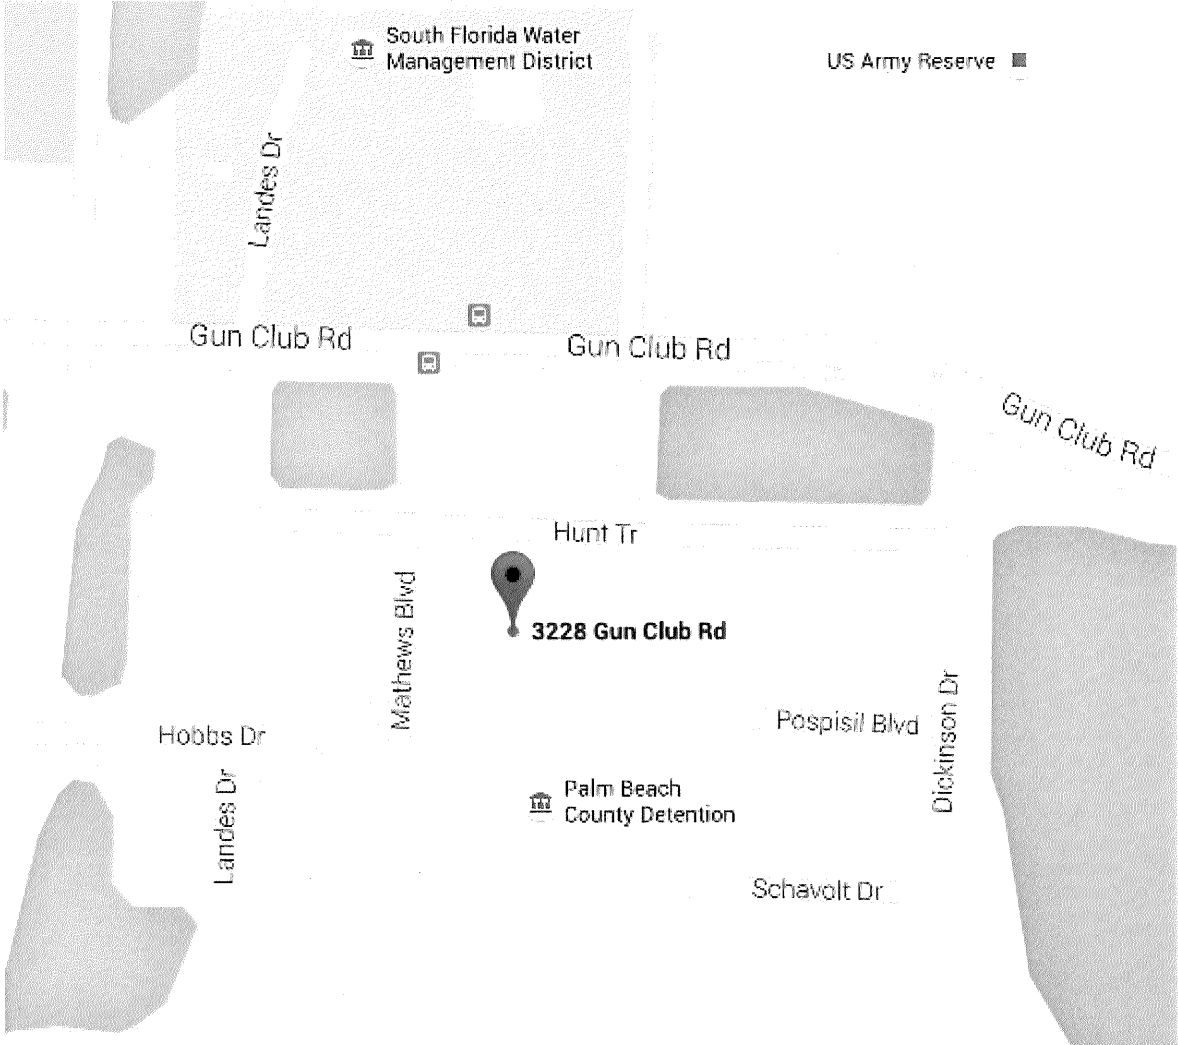 South Florida Water
Management District
US Army Reserve
Landes Dr
Gun Club Rd
Gun Club Rd
Gun Club Rd
Hunt Tr
Mathews Blvd
3228 Gun Club Rd
Dickinson Dr
Pospisil Blvd
Hobbs Dr
Landes Dr
Palm Beach
County Detention
Schavolt Dr